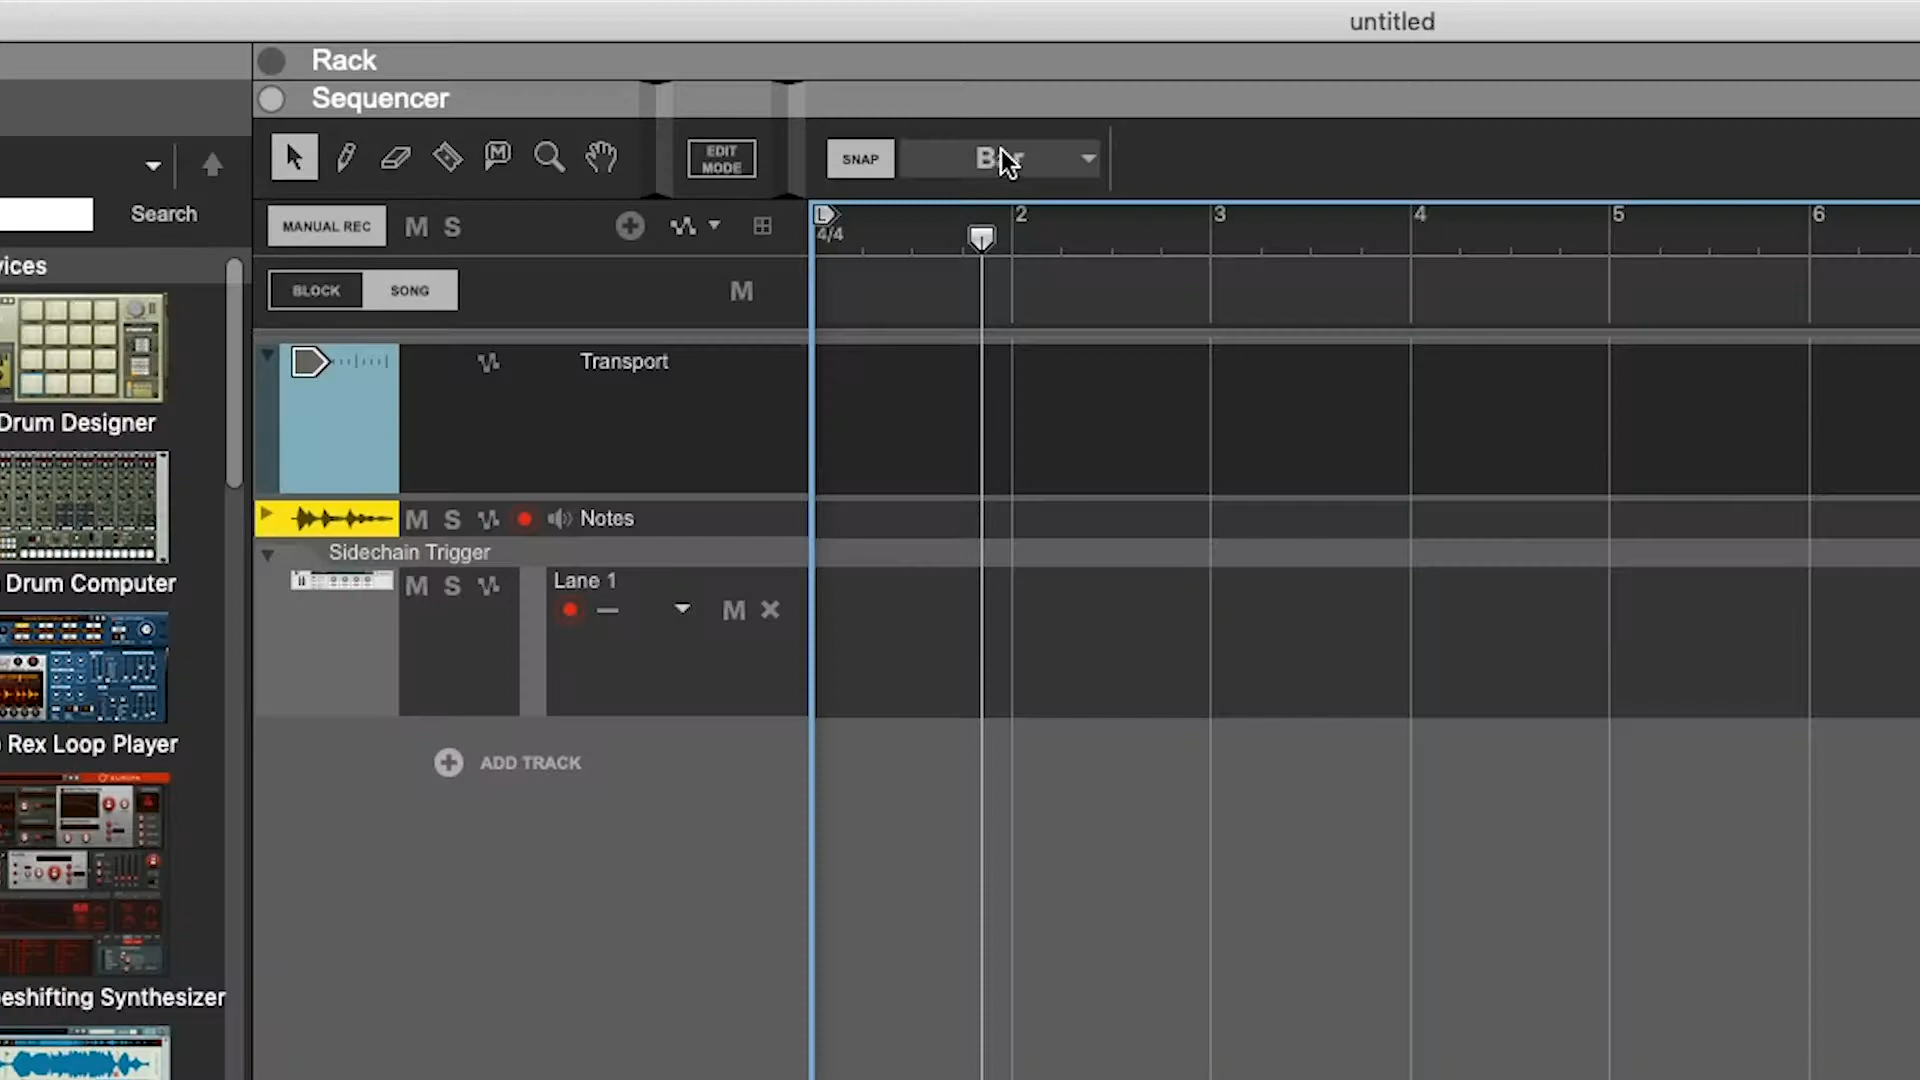 untitled
Rack
Sequencer
EDIT
MODE
SNAP
Search
MANUAL REC
M S
L
4/4
2 3 4 5 6
vices
BLOCK SONG
M
Transport
Drum Designer
M S Notes
Sidechain Trigger
M S Lane 1
M
Drum Computer
Rex Loop Player
ADD TRACK
eshifting Synthesizer